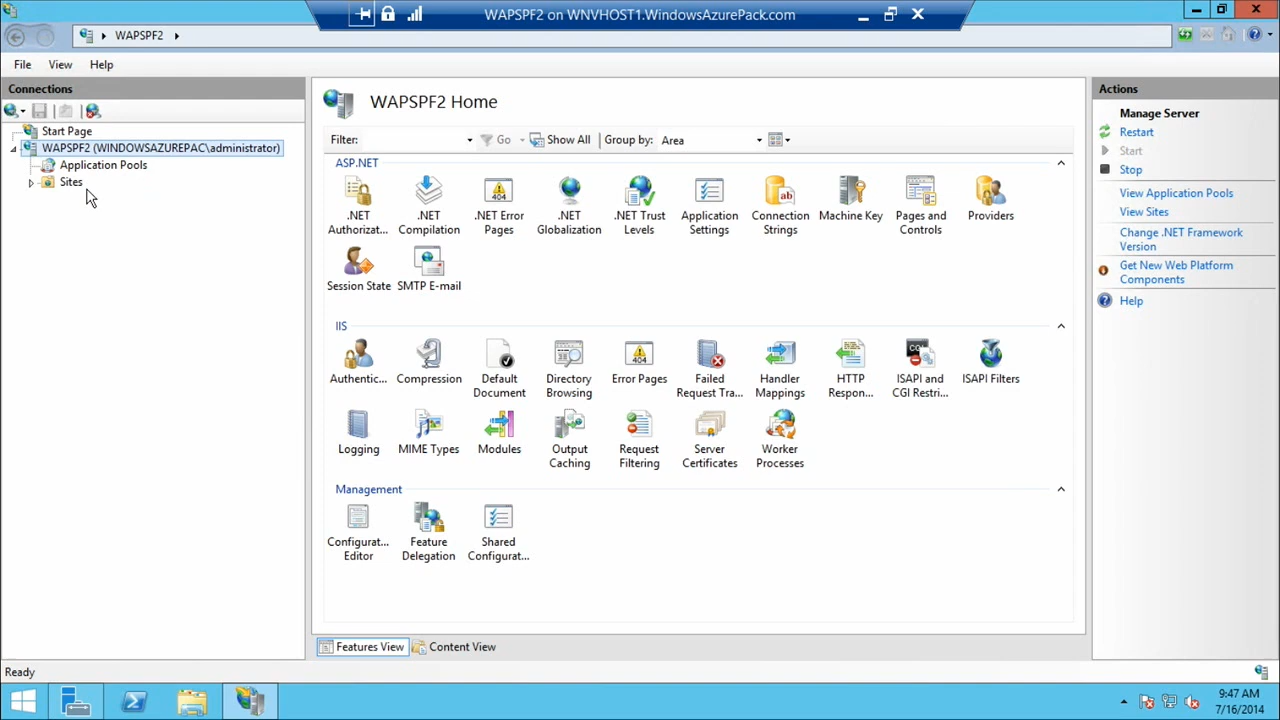 WAPSPF2 on WNVHOST1.WindowsAzurePack.com
WAPSPF2
File View Help
Connections
Start Page
WAPSPF2 (WINDOWSAZUREPAC\administrator)
Application Pools
Sites
WAPSPF2 Home
Filter: Go Show All Group by: Area
ASP.NET
.NET Authorizat...
.NET Compilation
.NET Error Pages
.NET Globalization
.NET Trust Levels
Application Settings
Connection Strings
Machine Key
Pages and Controls
Providers
Session State
SMTP E-mail
IIS
Authentic...
Compression
Default Document
Directory Browsing
Error Pages
Failed Request Tra...
Handler Mappings
HTTP Respon...
ISAPI and CGI Restri...
ISAPI Filters
Logging
MIME Types
Modules
Output Caching
Request Filtering
Server Certificates
Worker Processes
Management
Configurat... Editor
Feature Delegation
Shared Configurat...
Features View
Content View
Actions
Manage Server
Restart
Start
Stop
View Application Pools
View Sites
Change .NET Framework
Version
Get New Web Platform
Components
Help
Ready
9:47 AM
7/16/2014